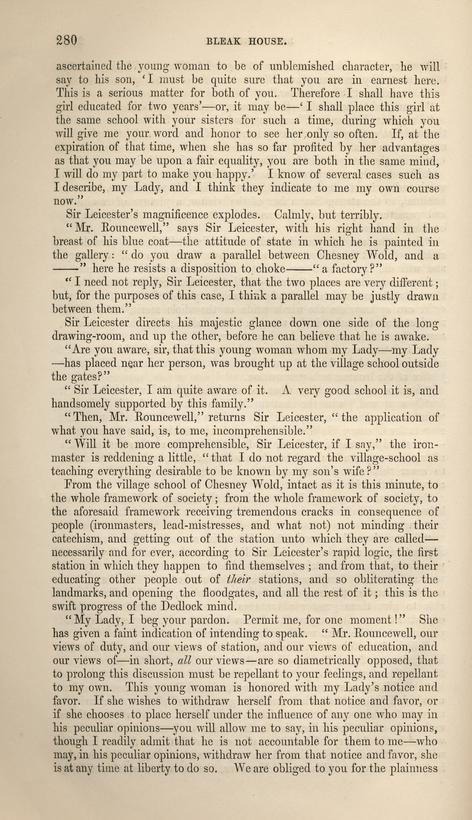 280 BLEAK HOUSE.
ascertained the young woman to be of unblemished character, he will
say to his son, ‘I must be quite sure that you are in earnest here.
This is a serious matter for both of you. Therefore I shall have this
girl educated for two years’—or, it may be—‘I shall place this girl at
the same school with your sisters for such a time, during which you
will give me your word and honor to see her only so often. If, at the
expiration of that time, when she has so far profited by her advantages
as that you may be upon a fair equality, you are both in the same mind,
I will do my part to make you happy.’ I know of several cases such as
I describe, my Lady, and I think they indicate to me my own course
now.”
Sir Leicester’s magnificence explodes. Calmly, but terribly.
“Mr. Rouncewell,” says Sir Leicester, with his right hand in the
breast of his blue coat—the attitude of state in which he is painted in
the gallery: “do you draw a parallel between Chesney Wold, and a
——” here he resists a disposition to choke——“a factory?”
“I need not reply, Sir Leicester, that the two places are very different;
but, for the purposes of this case, I think a parallel may be justly drawn
between them.”
Sir Leicester directs his majestic glance down one side of the long
drawing-room, and up the other, before he can believe that he is awake.
“Are you aware, sir, that this young woman whom my Lady—my Lady
—has placed near her person, was brought up at the village school outside
the gates?”
“Sir Leicester, I am quite aware of it. A very good school it is, and
handsomely supported by this family.”
“Then, Mr. Rouncewell,” returns Sir Leicester, “the application of
what you have said, is, to me, incomprehensible.”
“Will it be more comprehensible, Sir Leicester, if I say,” the iron-
master is reddening a little, “that I do not regard the village-school as
teaching everything desirable to be known by my son’s wife?”
From the village school of Chesney Wold, intact as it is this minute, to
the whole framework of society; from the whole framework of society, to
the aforesaid framework receiving tremendous cracks in consequence of
people (ironmasters, lead-mistresses, and what not) not minding their
catechism, and getting out of the station unto which they are called—
necessarily and for ever, according to Sir Leicester’s rapid logic, the first
station in which they happen to find themselves; and from that, to their
educating other people out of their stations, and so obliterating the
landmarks, and opening the floodgates, and all the rest of it; this is the
swift progress of the Dedlock mind.
“My Lady, I beg your pardon. Permit me, for one moment!” She
has given a faint indication of intending to speak. “Mr. Rouncewell, our
views of duty, and our views of station, and our views of education, and
our views of—in short, all our views—are so diametrically opposed, that
to prolong this discussion must be repellant to your feelings, and repellant
to my own. This young woman is honored with my Lady’s notice and
favor. If she wishes to withdraw herself from that notice and favor, or
if she chooses to place herself under the influence of any one who may in
his peculiar opinions—you will allow me to say, in his peculiar opinions,
though I readily admit that he is not accountable for them to me—who
may, in his peculiar opinions, withdraw her from that notice and favor, she
is at any time at liberty to do so. We are obliged to you for the plainness